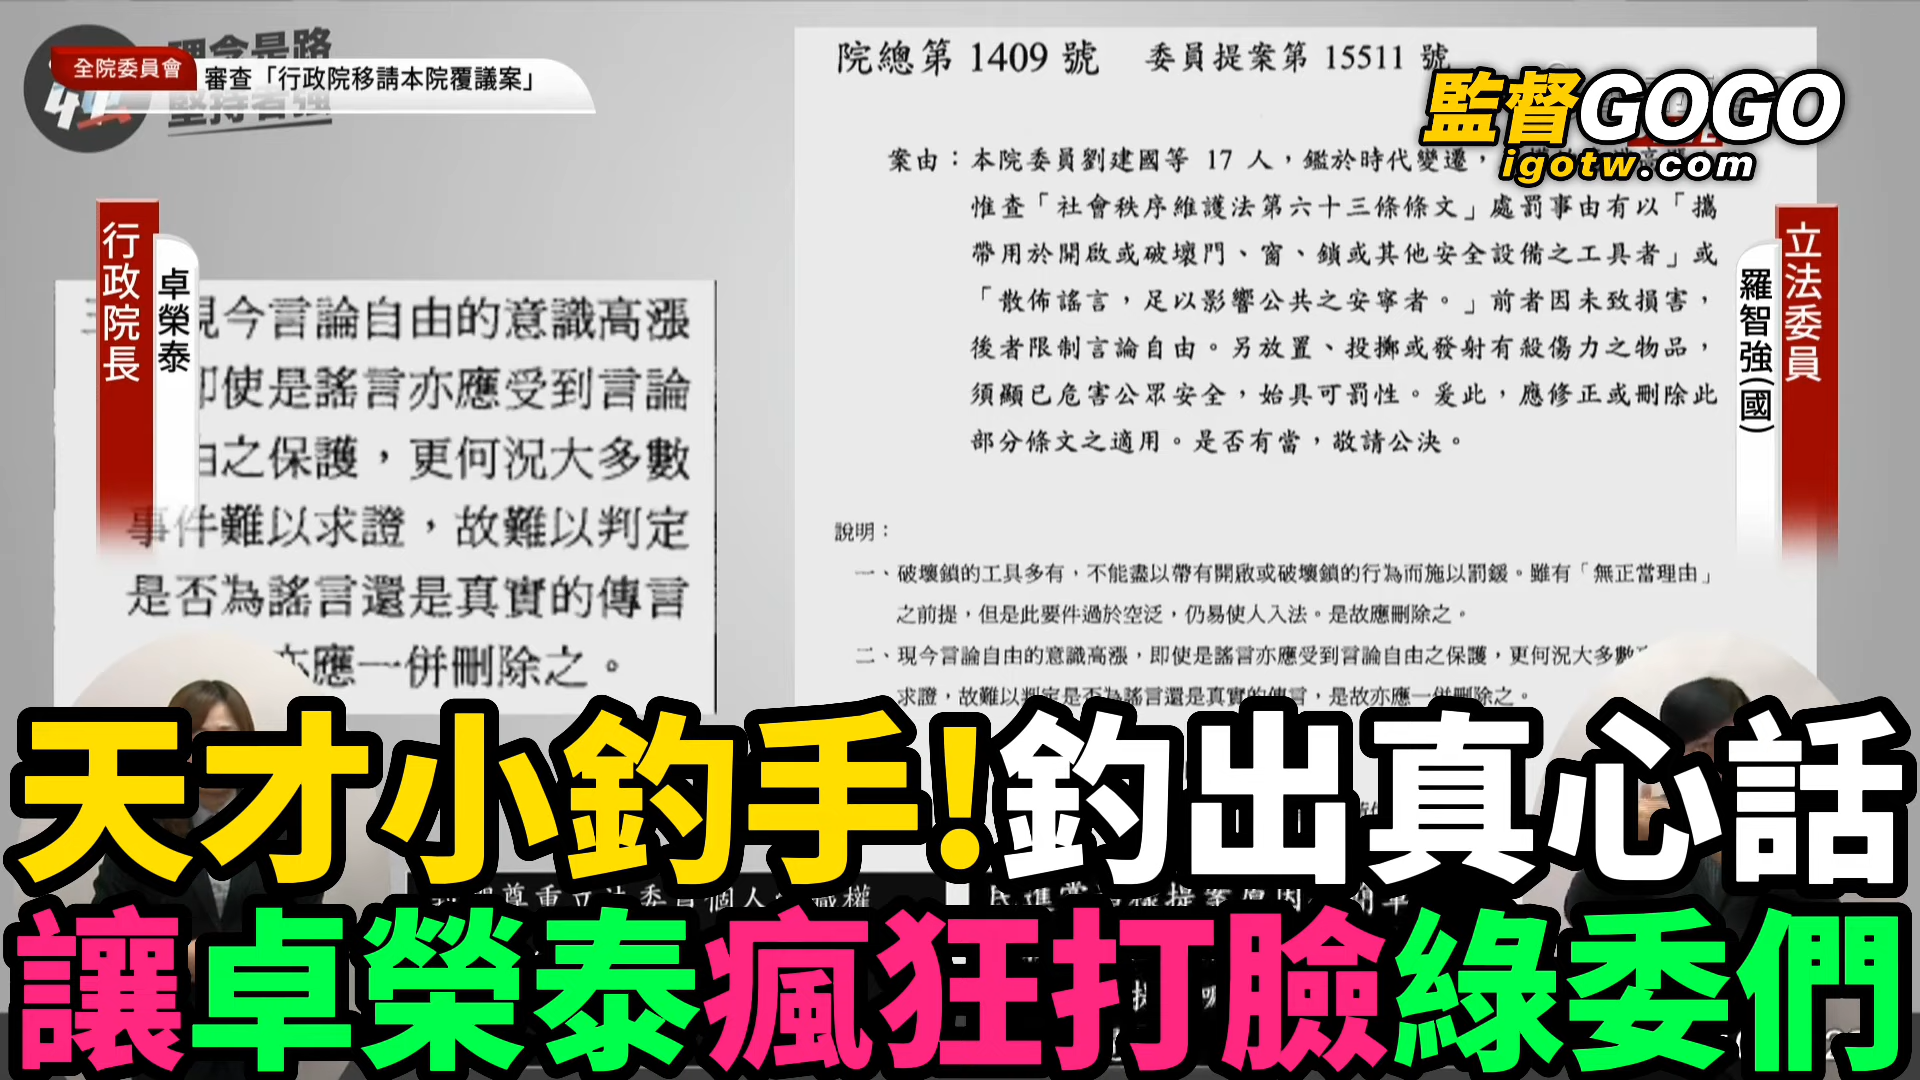 全院委員會
審查「行政院移請本院覆議案」
院總第 1409 號 委員提案第 15511 號
監督GOGO
igotw.com
案由：本院委員劉建國等 17 人，鑑於時代變遷，
惟查「社會秩序維護法第六十三條條文」處罰事由有以「攜
帶用於開啟或破壞門、窗、鎖或其他安全設備之工具者」或
「散佈謠言，足以影響公共之安寧者。」前者因未致損害，
後者限制言論自由。另放置、投擲或發射有殺傷力之物品，
須顯已危害公眾安全，始具可罰性。爰此，應修正或刪除此
部分條文之適用。是否有當，敬請公決。
說明：
一、破壞鎖的工具多有，不能盡以帶有開啟或破壞鎖的行為而施以罰鍰。雖有「無正當理由」
之前提，但是此要件過於空泛，仍易使人入法。是故應刪除之。
二、現今言論自由的意識高漲，即使是謠言亦應受到言論自由之保護，更何況大多數
求證，故難以判定是否為謠言還是真實的傳言，是故亦應一併刪除之。
行政院長
卓榮泰
現今言論自由的意識高漲
即使是謠言亦應受到言論
由之保護，更何況大多數
事件難以求證，故難以判定
是否為謠言還是真實的傳言
亦應一併刪除之。
立法委員
羅智強(國)
天才小釣手!釣出真心話
讓卓榮泰瘋狂打臉綠委們